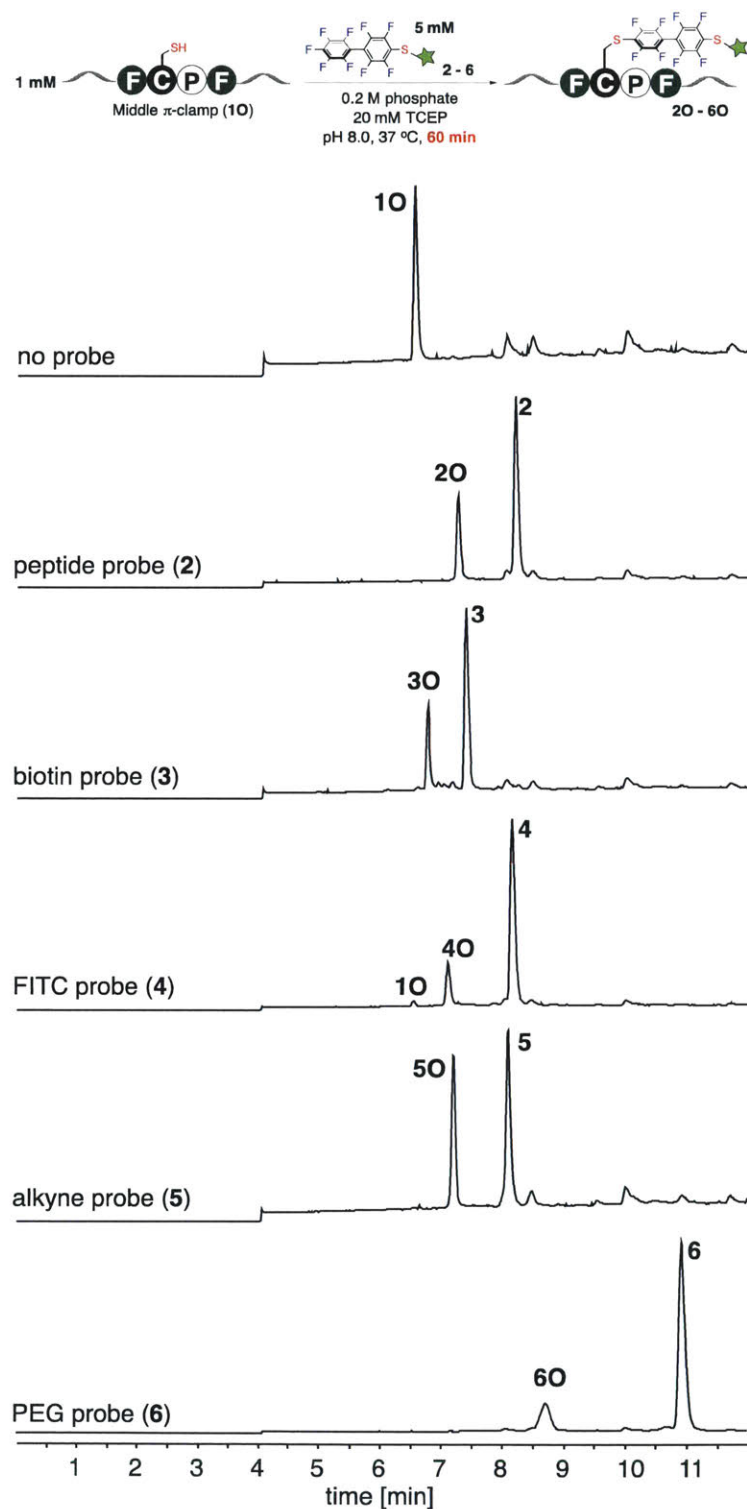 F F F F
F F F F F S 5 mM
2 - 6
SH
1 mM F C P F
Middle π-clamp (1O)
0.2 M phosphate
20 mM TCEP
pH 8.0, 37 ºC, 60 min
F F F F
S F F F F S
F C P F
2O - 6O
1O
no probe
2
2O
peptide probe (2)
3
3O
biotin probe (3)
4
4O
1O
FITC probe (4)
5
5O
alkyne probe (5)
6
6O
PEG probe (6)
1 2 3 4 5 6 7 8 9 10 11
time [min]